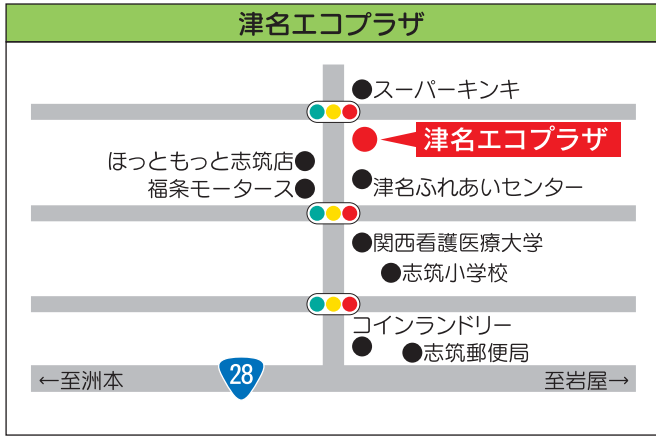 津名エコプラザ
スーパーキンキ
津名エコプラザ
ほっともっと志筑店
福条モータース
津名ふれあいセンター
関西看護医療大学
志筑小学校
コインランドリー
志筑郵便局
←至洲本
28
至岩屋→